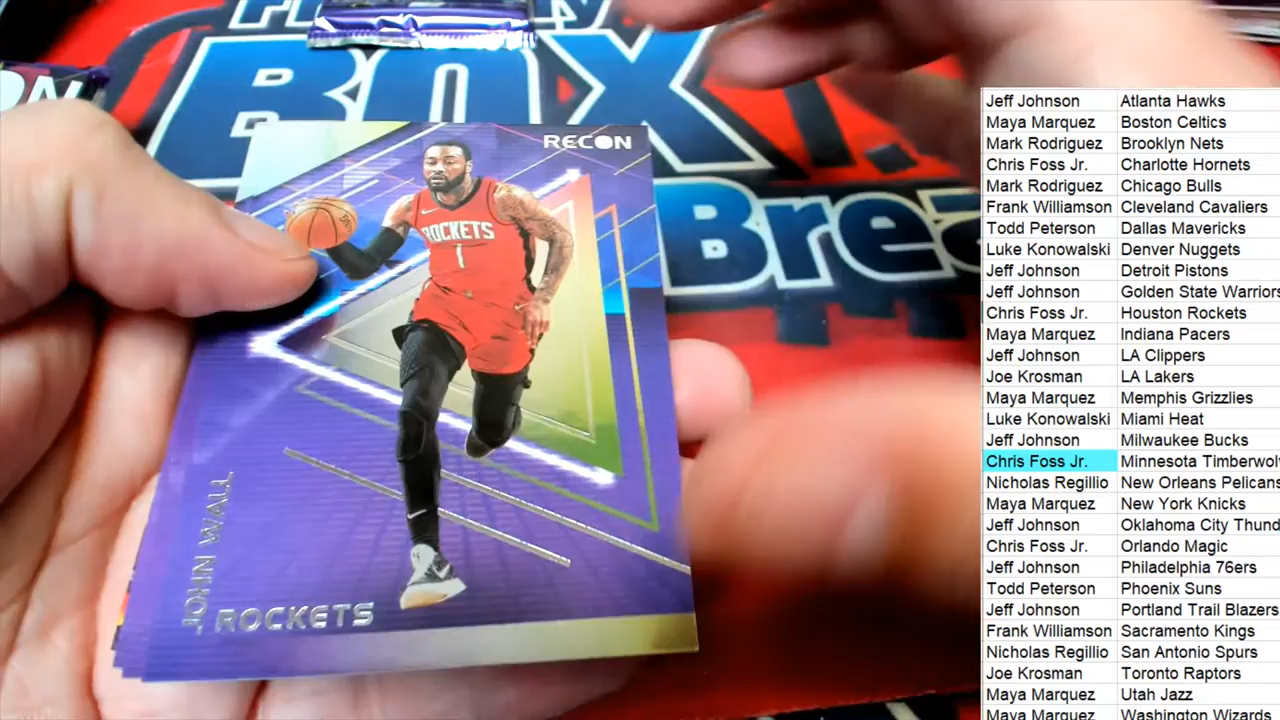 BOX
Brea
RECON
ROCKETS
1
JOHN WALL
ROCKETS
Jeff Johnson Atlanta Hawks
Maya Marquez Boston Celtics
Mark Rodriguez Brooklyn Nets
Chris Foss Jr. Charlotte Hornets
Mark Rodriguez Chicago Bulls
Frank Williamson Cleveland Cavaliers
Todd Peterson Dallas Mavericks
Luke Konowalski Denver Nuggets
Jeff Johnson Detroit Pistons
Jeff Johnson Golden State Warriors
Chris Foss Jr. Houston Rockets
Maya Marquez Indiana Pacers
Jeff Johnson LA Clippers
Joe Krosman LA Lakers
Maya Marquez Memphis Grizzlies
Luke Konowalski Miami Heat
Jeff Johnson Milwaukee Bucks
Chris Foss Jr. Minnesota Timberwol
Nicholas Regillio New Orleans Pelicans
Maya Marquez New York Knicks
Jeff Johnson Oklahoma City Thund
Chris Foss Jr. Orlando Magic
Jeff Johnson Philadelphia 76ers
Todd Peterson Phoenix Suns
Jeff Johnson Portland Trail Blazers
Frank Williamson Sacramento Kings
Nicholas Regillio San Antonio Spurs
Joe Krosman Toronto Raptors
Maya Marquez Utah Jazz
Maya Marquez Washington Wizards